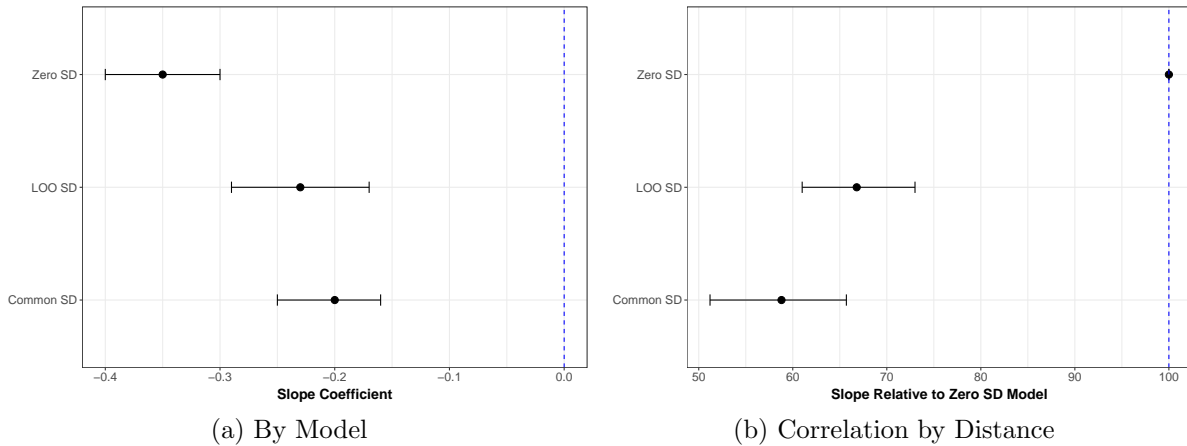 Zero SD
LOO SD
Common SD
−0.4 −0.3 −0.2 −0.1 0.0
Slope Coefficient
(a) By Model
Zero SD
LOO SD
Common SD
50 60 70 80 90 100
Slope Relative to Zero SD Model
(b) Correlation by Distance